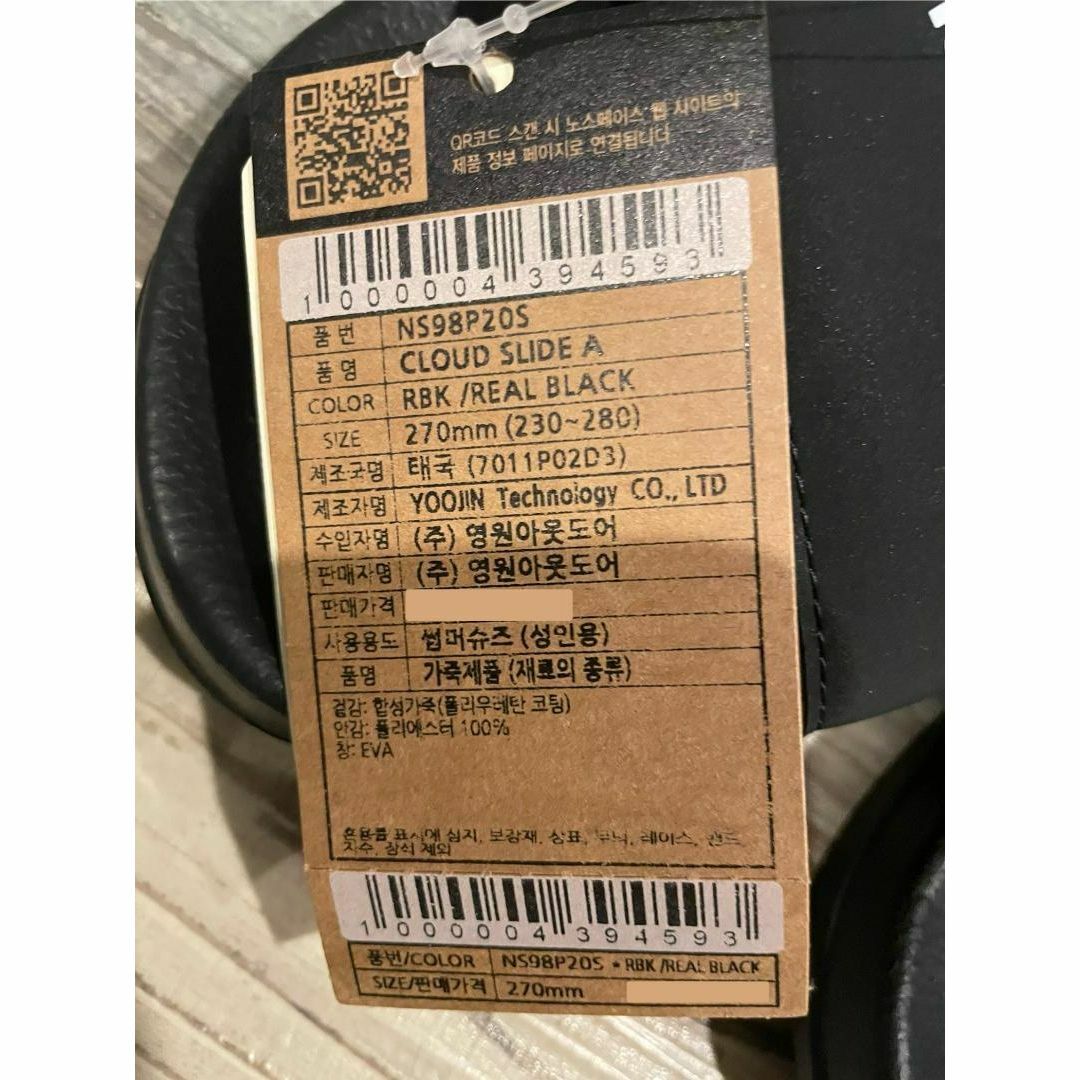 QR코드 스캔 시 노스페이스 웹 사이트의
제품 정보 페이지로 연결됩니다.
1000004394593
품번 NS98P20S
품명 CLOUD SLIDE A
COLOR RBK /REAL BLACK
SIZE 270mm (230~280)
제조국명 태국 (7011P02D3)
제조자명 YOOJIN Technology CO., LTD
수입자명 (주) 영원아웃도어
판매자명 (주) 영원아웃도어
판매가격
사용용도 썸머슈즈 (성인용)
품명 가죽제품 (재료의 종류)
겉감: 합성가죽(폴리우레탄 코팅)
안감: 폴리에스터 100%
창: EVA
혼용률 표시에 심지, 보강재, 상표, 레이스, 밴드,
자수, 장식 제외
1000004394593
품번/COLOR NS98P20S * RBK /REAL BLACK
SIZE/판매가격 270mm